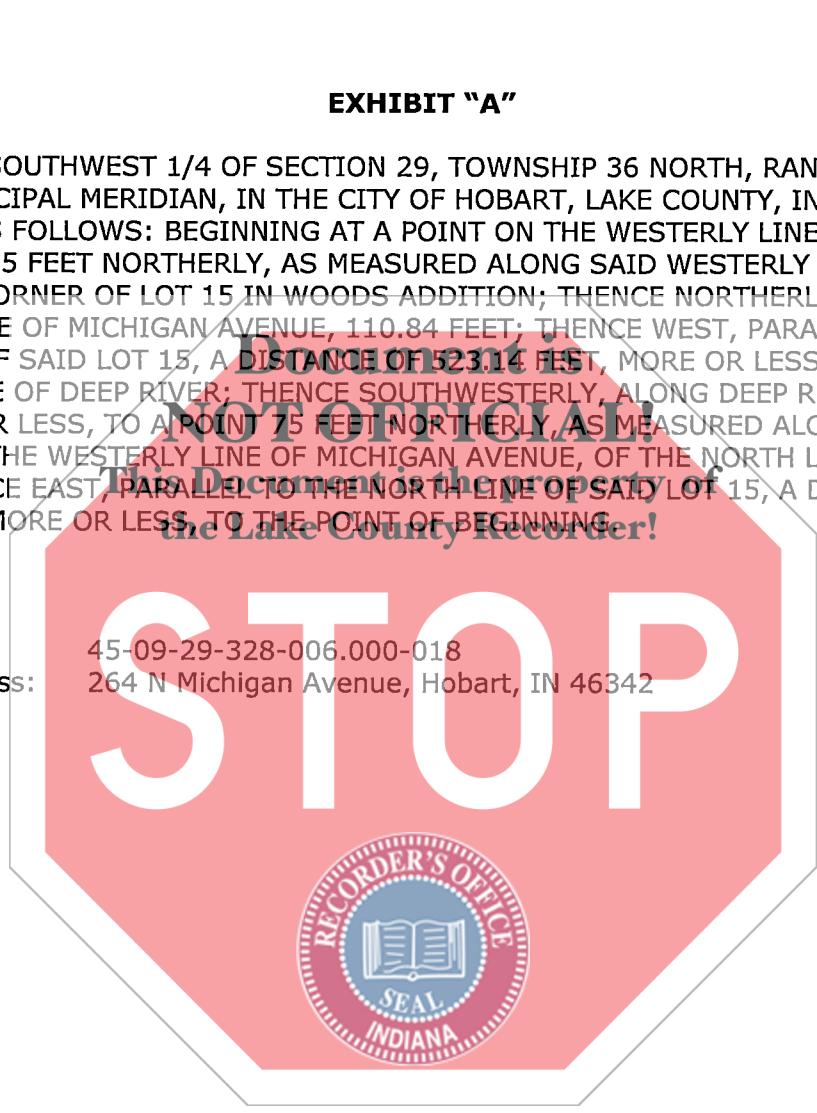 EXHIBIT “A”
SOUTHWEST 1/4 OF SECTION 29, TOWNSHIP 36 NORTH, RAN
CIPAL MERIDIAN, IN THE CITY OF HOBART, LAKE COUNTY, IN
S FOLLOWS: BEGINNING AT A POINT ON THE WESTERLY LINE
5 FEET NORTHERLY, AS MEASURED ALONG SAID WESTERLY
ORNER OF LOT 15 IN WOODS ADDITION; THENCE NORTHERL
E OF MICHIGAN AVENUE, 110.84 FEET; THENCE WEST, PARA
F SAID LOT 15, A DISTANCE OF 523.14 FEET, MORE OR LESS
E OF DEEP RIVER; THENCE SOUTHWESTERLY, ALONG DEEP R
R LESS, TO A POINT 75 FEET NORTHERLY, AS MEASURED ALO
THE WESTERLY LINE OF MICHIGAN AVENUE, OF THE NORTH L
CE EAST, PARALLEL TO THE NORTH LINE OF SAID LOT 15, A D
MORE OR LESS, TO THE POINT OF BEGINNING.
Document is
NOT OFFICIAL!
This Document is the property of
the Lake County Recorder!
45-09-29-328-006.000-018
ss: 264 N Michigan Avenue, Hobart, IN 46342
STOP
RECORDER'S OFFICE
SEAL
INDIANA